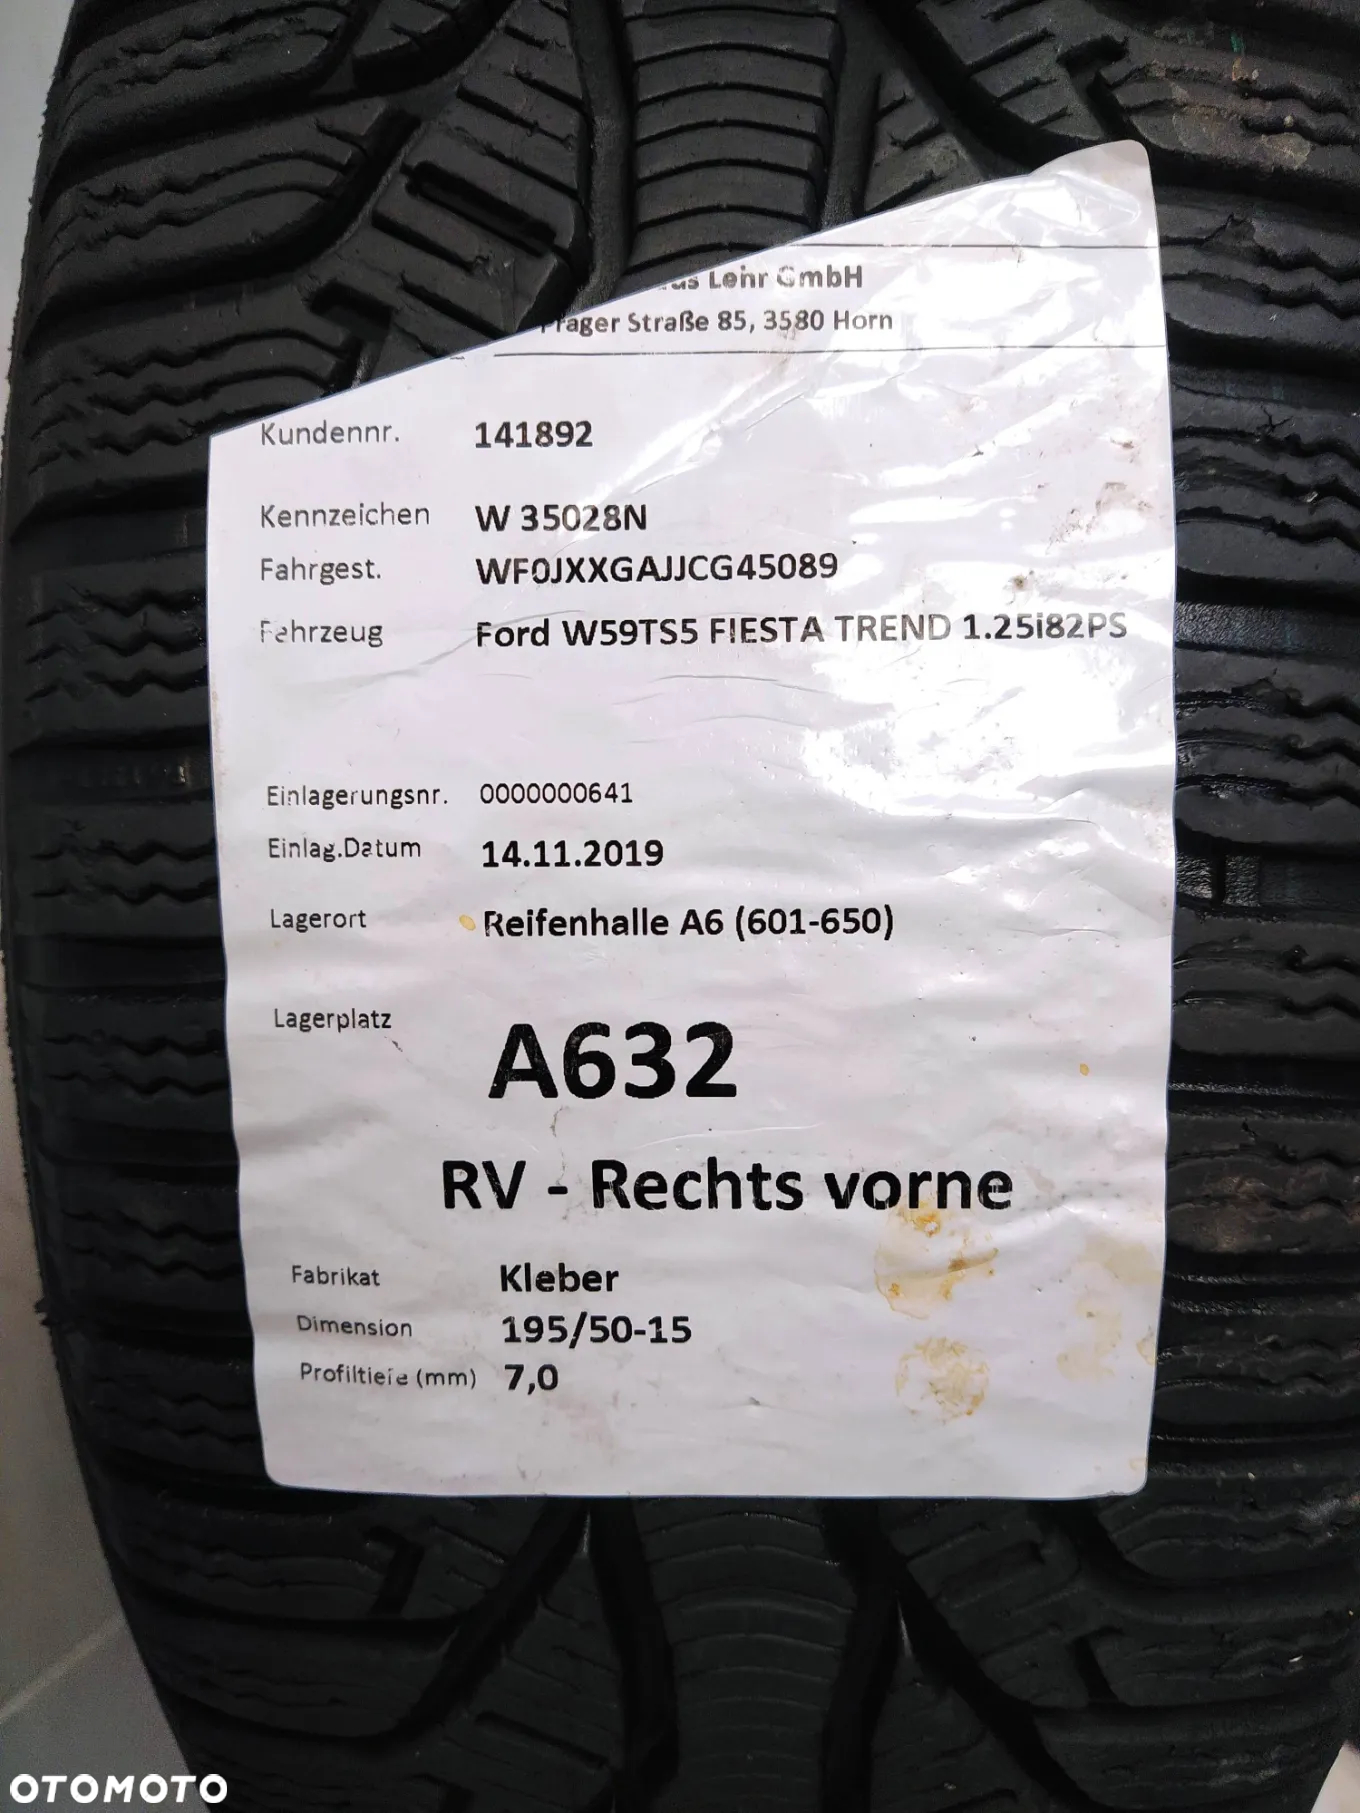 Lehr GmbH
Prager Straße 85, 3580 Horn
Kundennr. 141892
Kennzeichen W 35028N
Fahrgest. WF0JXXGAJJCG45089
Fahrzeug Ford W59TS5 FIESTA TREND 1.25i82PS
Einlagerungsnr. 0000000641
Einlag.Datum 14.11.2019
Lagerort Reifenhalle A6 (601-650)
Lagerplatz A632
RV - Rechts vorne
Fabrikat Kleber
Dimension 195/50-15
Profiltiefe (mm) 7,0
OTOMOTO